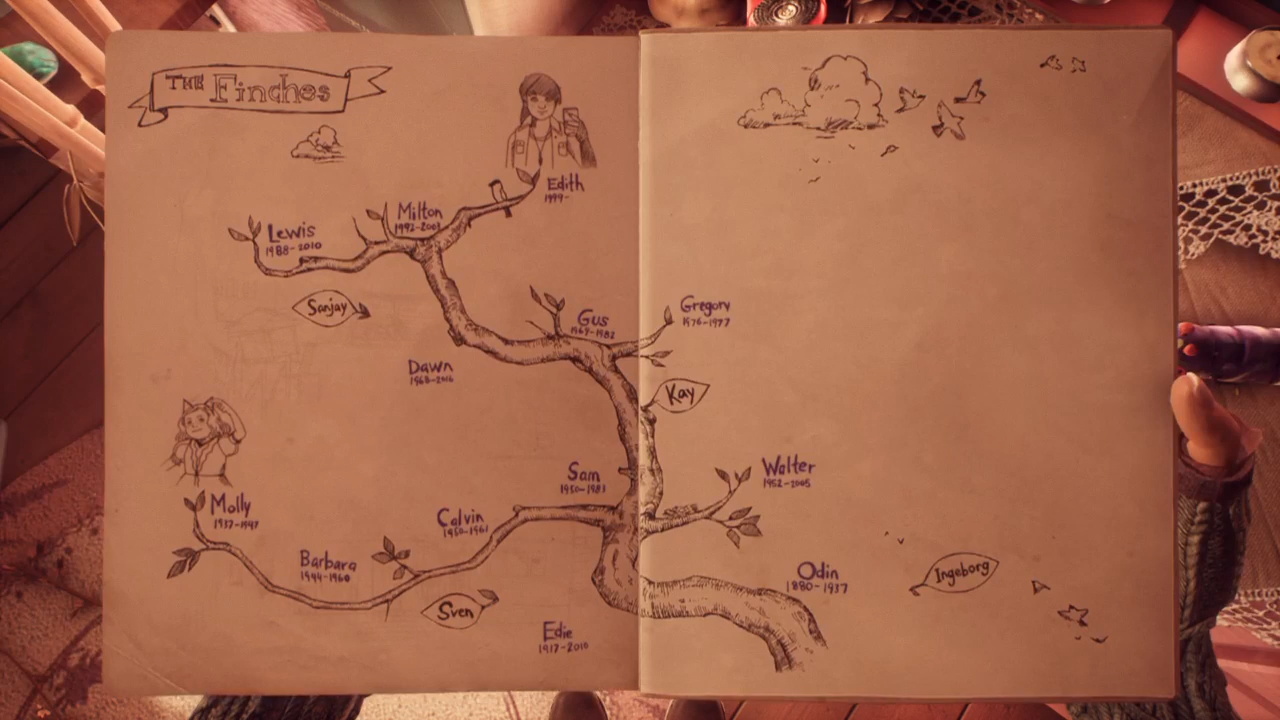 THE Finches
Edith
1999-
Milton
1992-2003
Lewis
1988-2010
Sanjay
Gus
1969-1982
Gregory
1976-1977
Dawn
1968-2016
Kay
Sam
1950-1983
Walter
1952-2005
Molly
1937-1947
Calvin
1950-1961
Barbara
1944-1960
Sven
Odin
1880-1937
Ingeborg
Edie
1917-2010